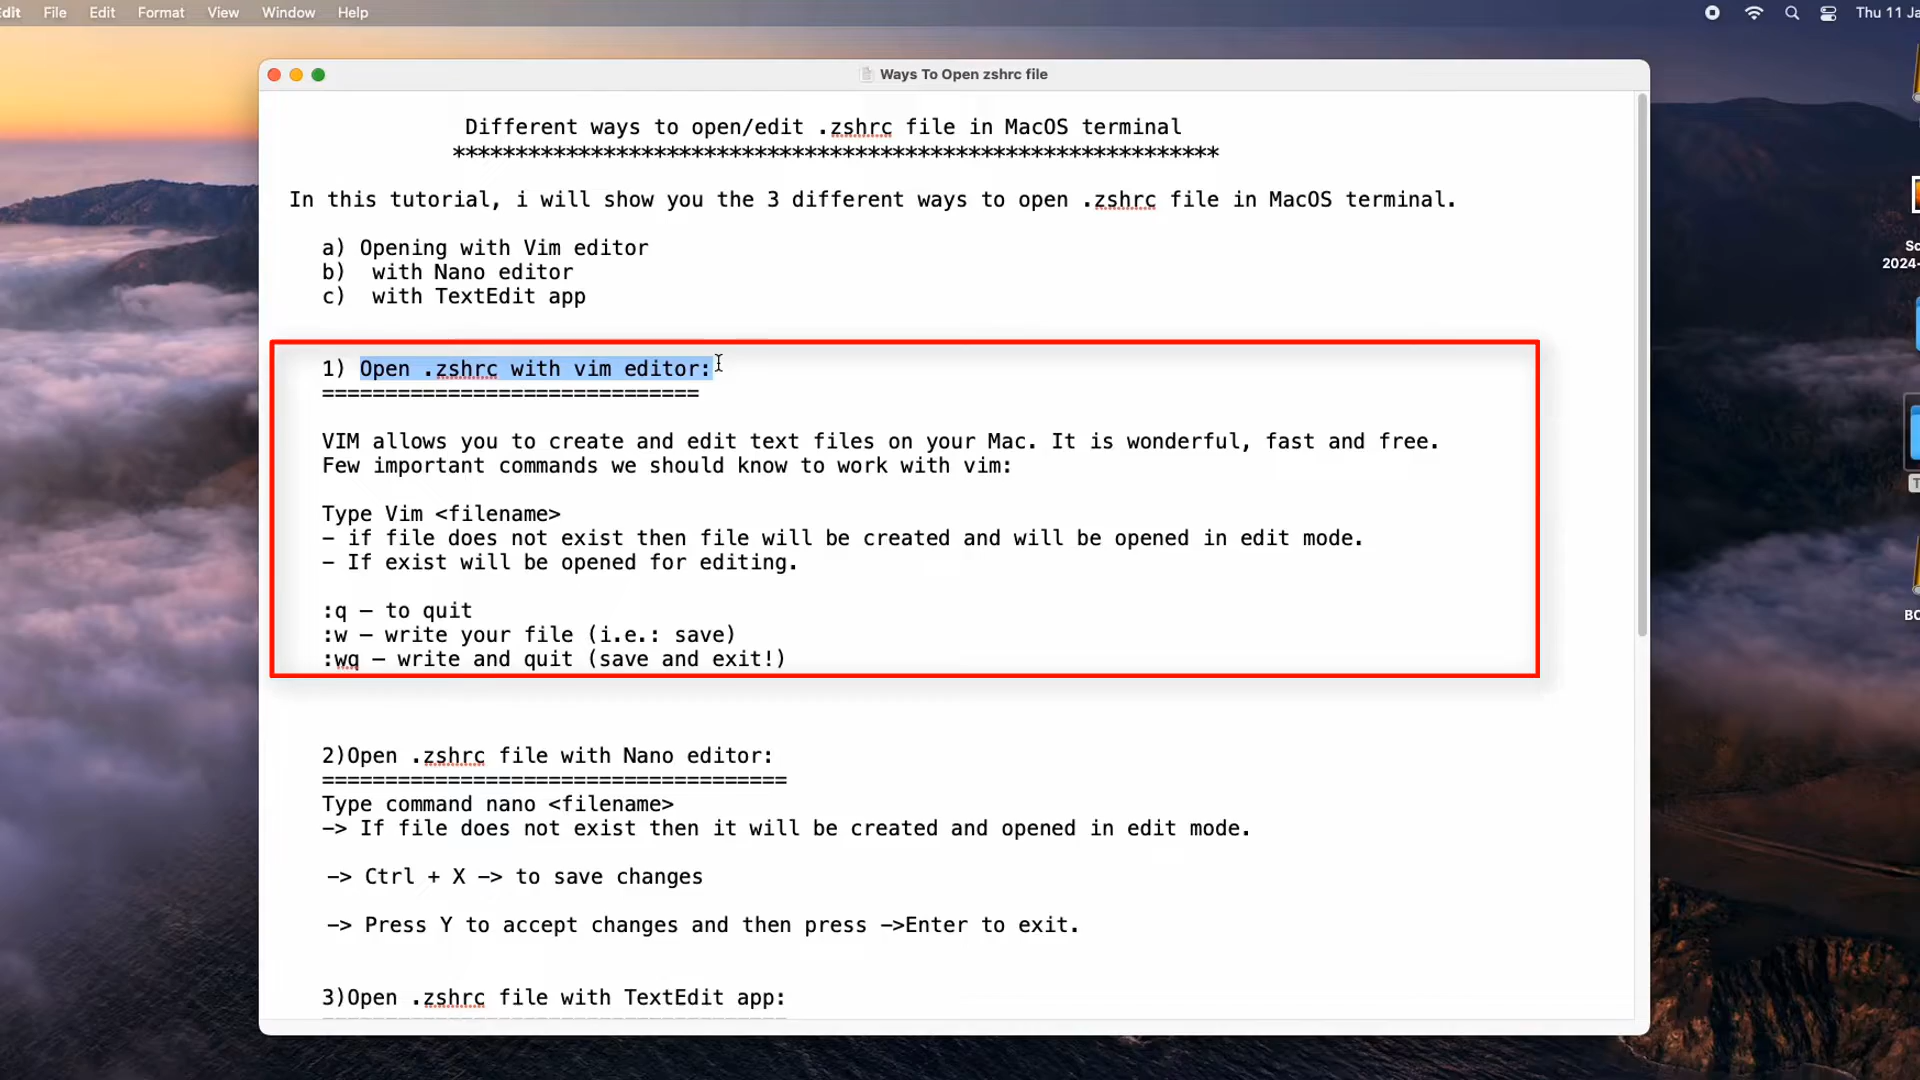 File Edit Format View Window Help
Ways To Open zshrc file
Different ways to open/edit .zshrc file in MacOS terminal
*************************************************************
In this tutorial, i will show you the 3 different ways to open .zshrc file in MacOS terminal.
a) Opening with Vim editor
b) with Nano editor
c) with TextEdit app
1) Open .zshrc with vim editor:
==============================
VIM allows you to create and edit text files on your Mac. It is wonderful, fast and free.
Few important commands we should know to work with vim:
Type Vim <filename>
– if file does not exist then file will be created and will be opened in edit mode.
– If exist will be opened for editing.
:q – to quit
:w – write your file (i.e.: save)
:wq – write and quit (save and exit!)
2)Open .zshrc file with Nano editor:
=====================================
Type command nano <filename>
–> If file does not exist then it will be created and opened in edit mode.
–> Ctrl + X –> to save changes
–> Press Y to accept changes and then press –>Enter to exit.
3)Open .zshrc file with TextEdit app:
Thu 11
2024-